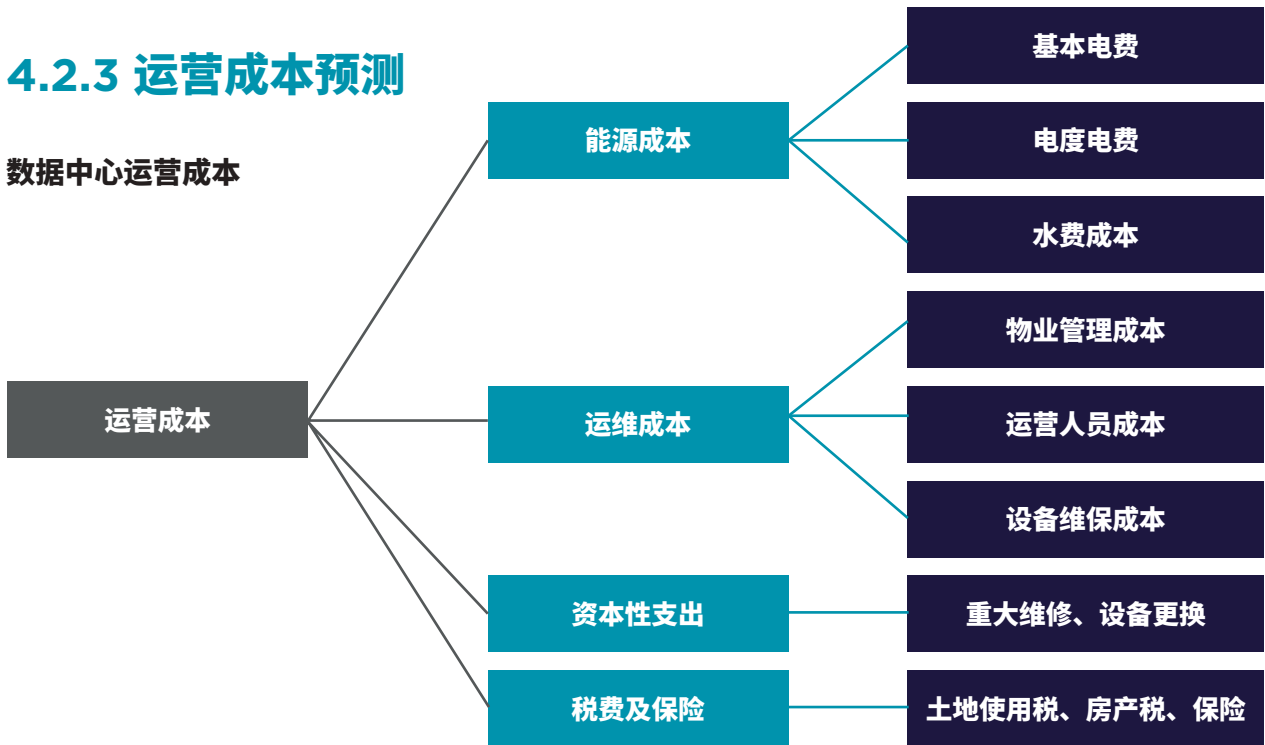 4.2.3 运营成本预测
数据中心运营成本
运营成本
能源成本
基本电费
电度电费
水费成本
运维成本
物业管理成本
运营人员成本
设备维保成本
资本性支出
重大维修、设备更换
税费及保险
土地使用税、房产税、保险